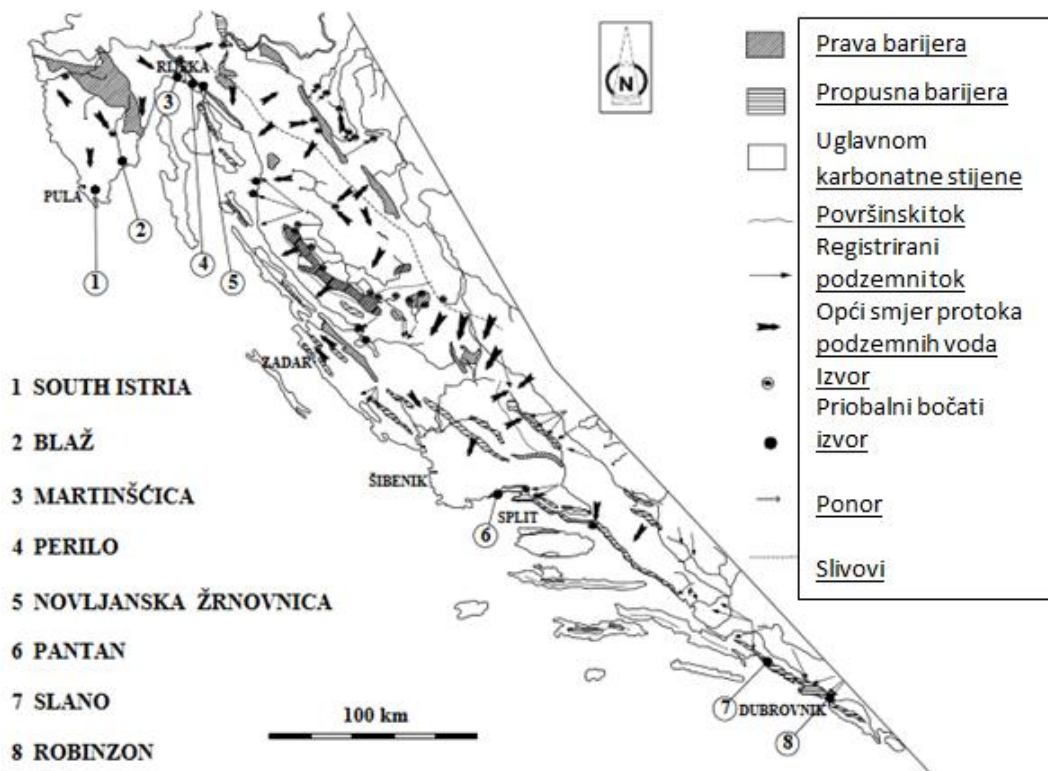 RIJEKA
3
PULA
2
1
4
5
ZADAR
ŠIBENIK
6
SPLIT
7
DUBROVNIK
8
N
1 SOUTH ISTRIA
2 BLAŽ
3 MARTINŠĆICA
4 PERILO
5 NOVLJANSKA ŽRNOVNICA
6 PANTAN
7 SLANO
8 ROBINZON
100 km
Prava barijera
Propusna barijera
Uglavnom
karbonatne stijene
Površinski tok
Registrirani
podzemni tok
Opći smjer protoka
podzemnih voda
Izvor
Priobalni bočati
izvor
Ponor
Slivovi